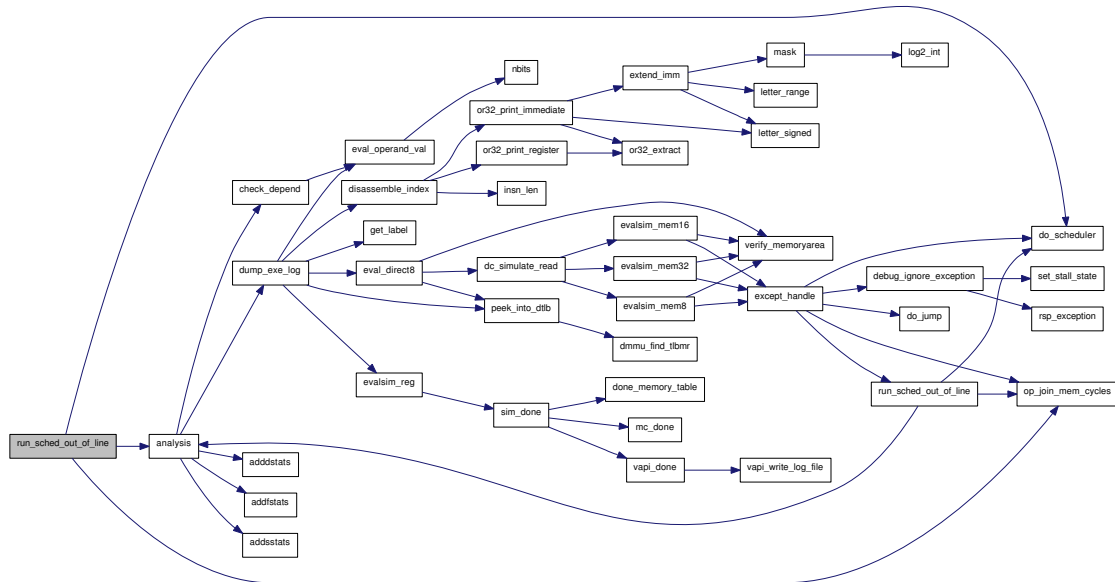 mask
log2_int
nbits
extend_imm
letter_range
or32_print_immediate
letter_signed
eval_operand_val
or32_print_register
or32_extract
check_depend
disassemble_index
insn_len
get_label
evalsim_mem16
do_scheduler
verify_memoryarea
dump_exe_log
eval_direct8
dc_simulate_read
evalsim_mem32
debug_ignore_exception
set_stall_state
peek_into_dtlb
evalsim_mem8
except_handle
do_jump
rsp_exception
dmmu_find_tlbmr
evalsim_reg
done_memory_table
run_sched_out_of_line
op_join_mem_cycles
sim_done
mc_done
run_sched_out_of_line
analysis
adddstats
vapi_done
vapi_write_log_file
addfstats
addsstats